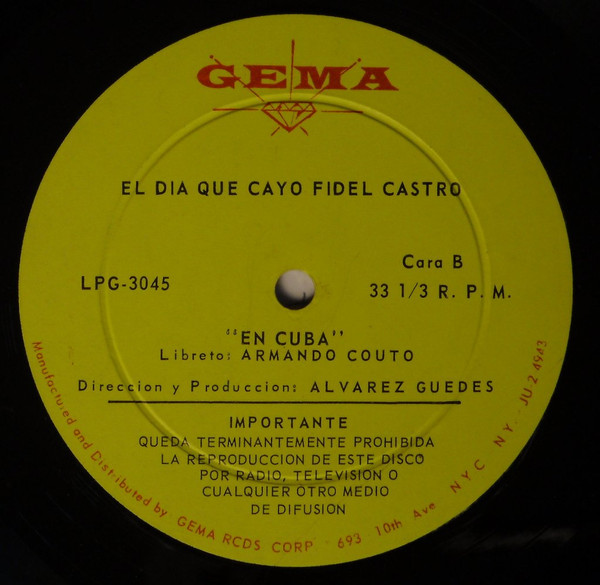 GEMA
EL DIA QUE CAYO FIDEL CASTRO
LPG-3045
Cara B
33 1/3 R. P. M.
"EN CUBA"
Libreto: ARMANDO COUTO
Direccion y Produccion: ALVAREZ GUEDES
IMPORTANTE
QUEDA TERMINANTEMENTE PROHIBIDA
LA REPRODUCCION DE ESTE DISCO
POR RADIO, TELEVISION O
CUALQUIER OTRO MEDIO
DE DIFUSION
Manufactured and Distributed by GEMA RCDS CORP 693 10th Ave NYC NY. JU 2 4943